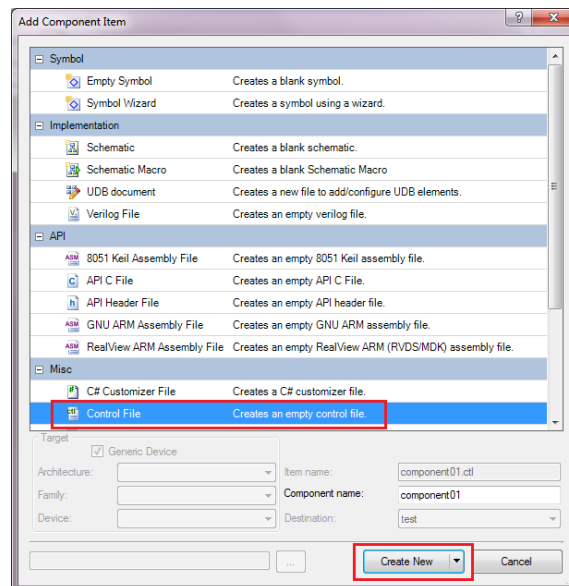 Add Component Item
Symbol
Empty Symbol Creates a blank symbol.
Symbol Wizard Creates a symbol using a wizard.
Implementation
Schematic Creates a blank schematic.
Schematic Macro Creates a blank Schematic Macro
UDB document Creates a new file to add/configure UDB elements.
Verilog File Creates an empty verilog file.
API
ASM 8051 Keil Assembly File Creates an empty 8051 Keil assembly file.
c API C File Creates an empty API C File.
h API Header File Creates an empty API header file.
ASM GNU ARM Assembly File Creates an empty GNU ARM assembly file.
ASM RealView ARM Assembly File Creates an empty RealView ARM (RVDS/MDK) assembly file.
Misc
C# Customizer File Creates a C# customizer file.
ctl Control File Creates an empty control file.
Target
Generic Device
Architecture: Item name: component01.ctl
Family: Component name: component01
Device: Destination: test
... Create New Cancel